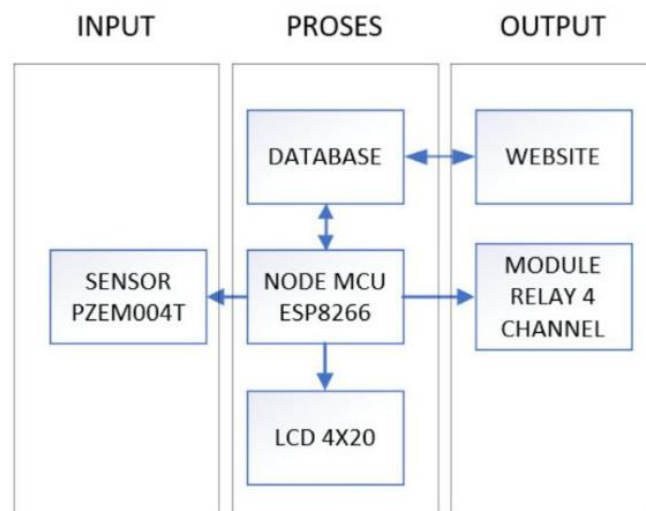 INPUT
PROSES
OUTPUT
DATABASE
WEBSITE
SENSOR
PZEM004T
NODE MCU
ESP8266
MODULE
RELAY 4
CHANNEL
LCD 4X20